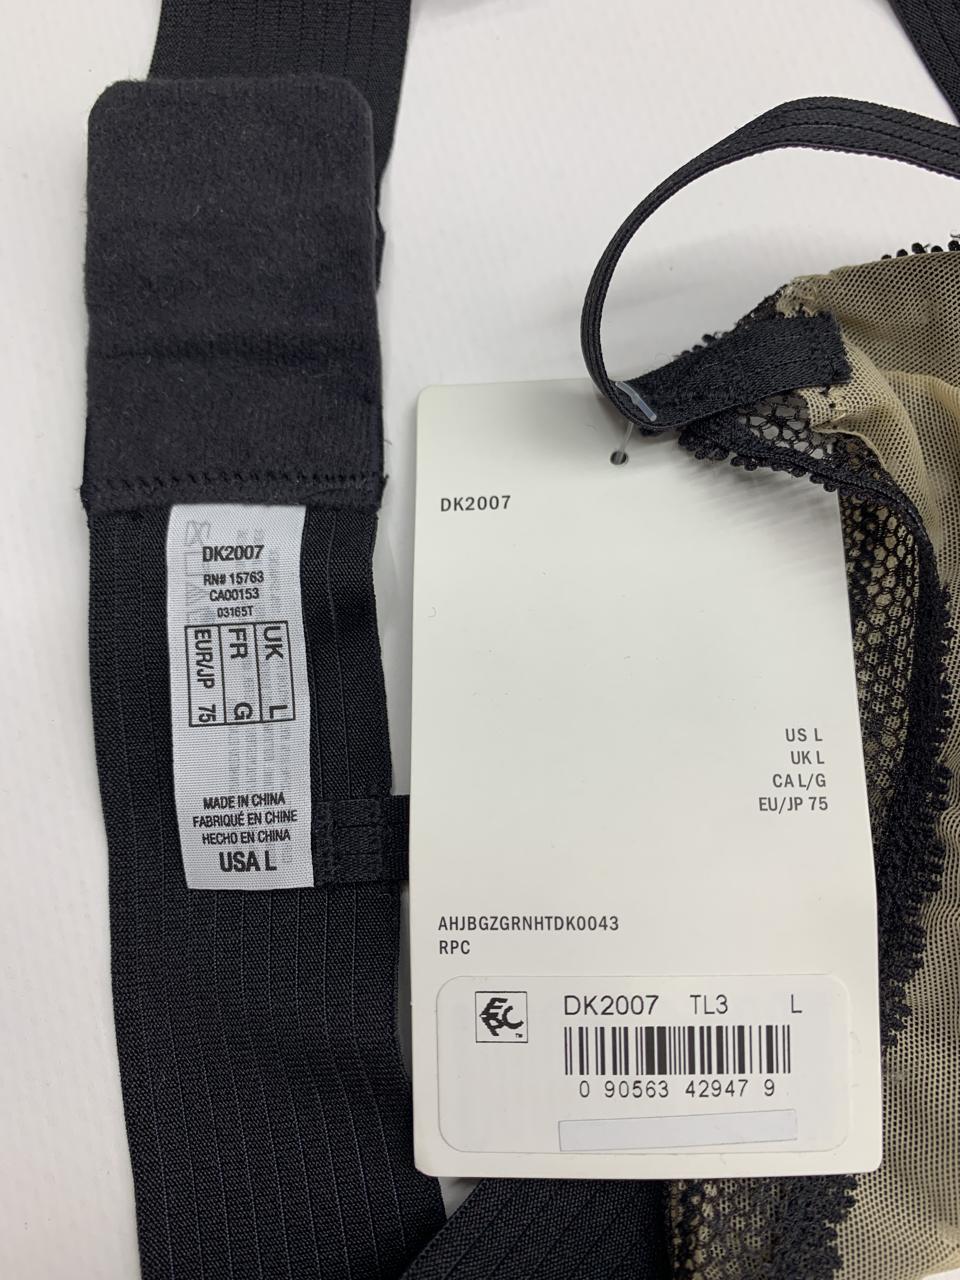 DK2007
RN# 15763
CA00153
03165T
UK L
FR G
EUR/JP 75
MADE IN CHINA
FABRIQUÉ EN CHINE
HECHO EN CHINA
USA L
DK2007
US L
UK L
CA L/G
EU/JP 75
AHJBGZGRNHTDK0043
RPC
EPC
DK2007 TL3 L
0 90563 42947 9